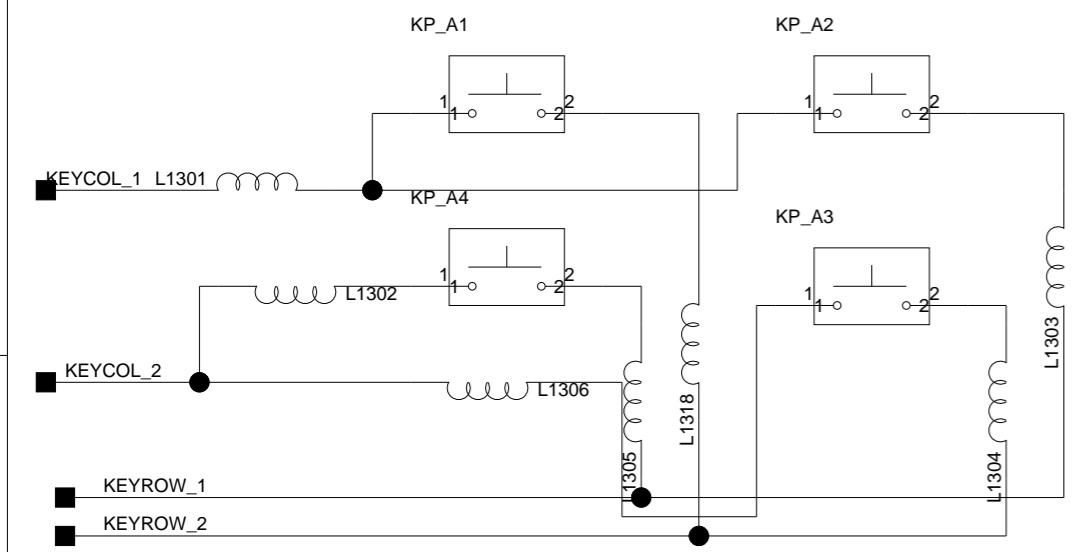 KP_A1
KP_A2
1
1
2
2
1
1
2
2
KEYCOL_1
L1301
KP_A4
KP_A3
1
1
2
2
L1302
1
1
2
2
L1303
KEYCOL_2
L1306
L1318
L1305
L1304
KEYROW_1
KEYROW_2